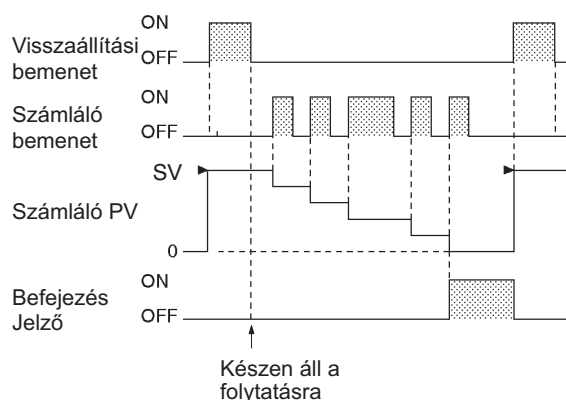 ON
Visszaállítási
bemenet
OFF
ON
Számláló
bemenet
OFF
SV
Számláló PV
0
ON
Befejezés
Jelző
OFF
Készen áll a
folytatásra